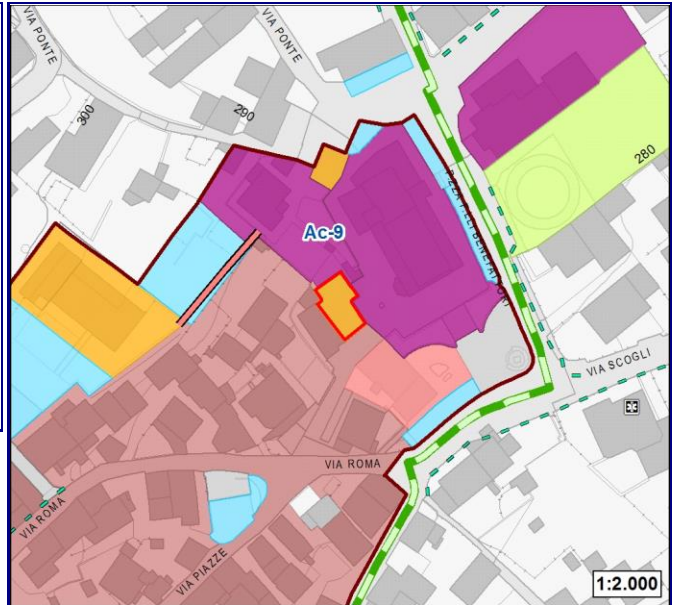 VIA PONTE
VIA PONTE
300
290
280
Ac-9
VIA SCOGLI
VIA ROMA
VIA ROMA
VIA PIAZZE
1:2.000